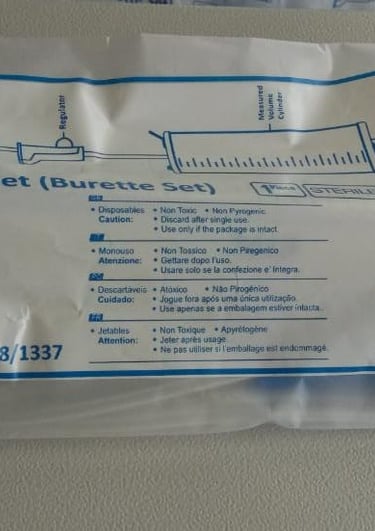 Regulator
Measured
Volume
Cylinder
et (Burette Set)
1 STERILE
• Disposables • Non Toxic • Non Pyrogenic
Caution: • Discard after single use.
• Use only if the package is intact
• Monouso • Non Tossico • Non Piregenico
Atenzione: • Gettare dopo l'uso.
• Usare solo se la confezione e' Integra.
• Descartáveis • Atóxico • Não Pirogênico
Cuidado: • Jogue fora após uma única utilização
• Use apenas se a embalagem estiver intacta.
• Jetables • Non Toxique • Apyrétogène
Attention: • Jeter après usage
• Ne pas utiliser si l'emballage est endommagé.
8/1337